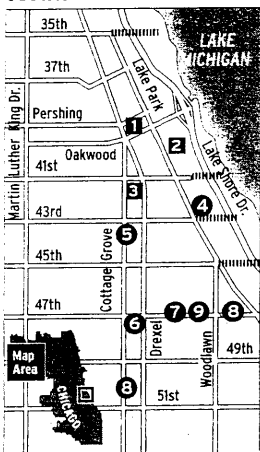 35th
LAKE
MICHIGAN
37th
Lake Park
Pershing
1
Oakwood
2
41st
Lake Shore Dr.
Martin Luther King Dr.
3
43rd
4
5
45th
Cottage Grove
47th
6
7
9
8
Drexel
Woodlawn
49th
Map
Area
8
51st
CHICAGO